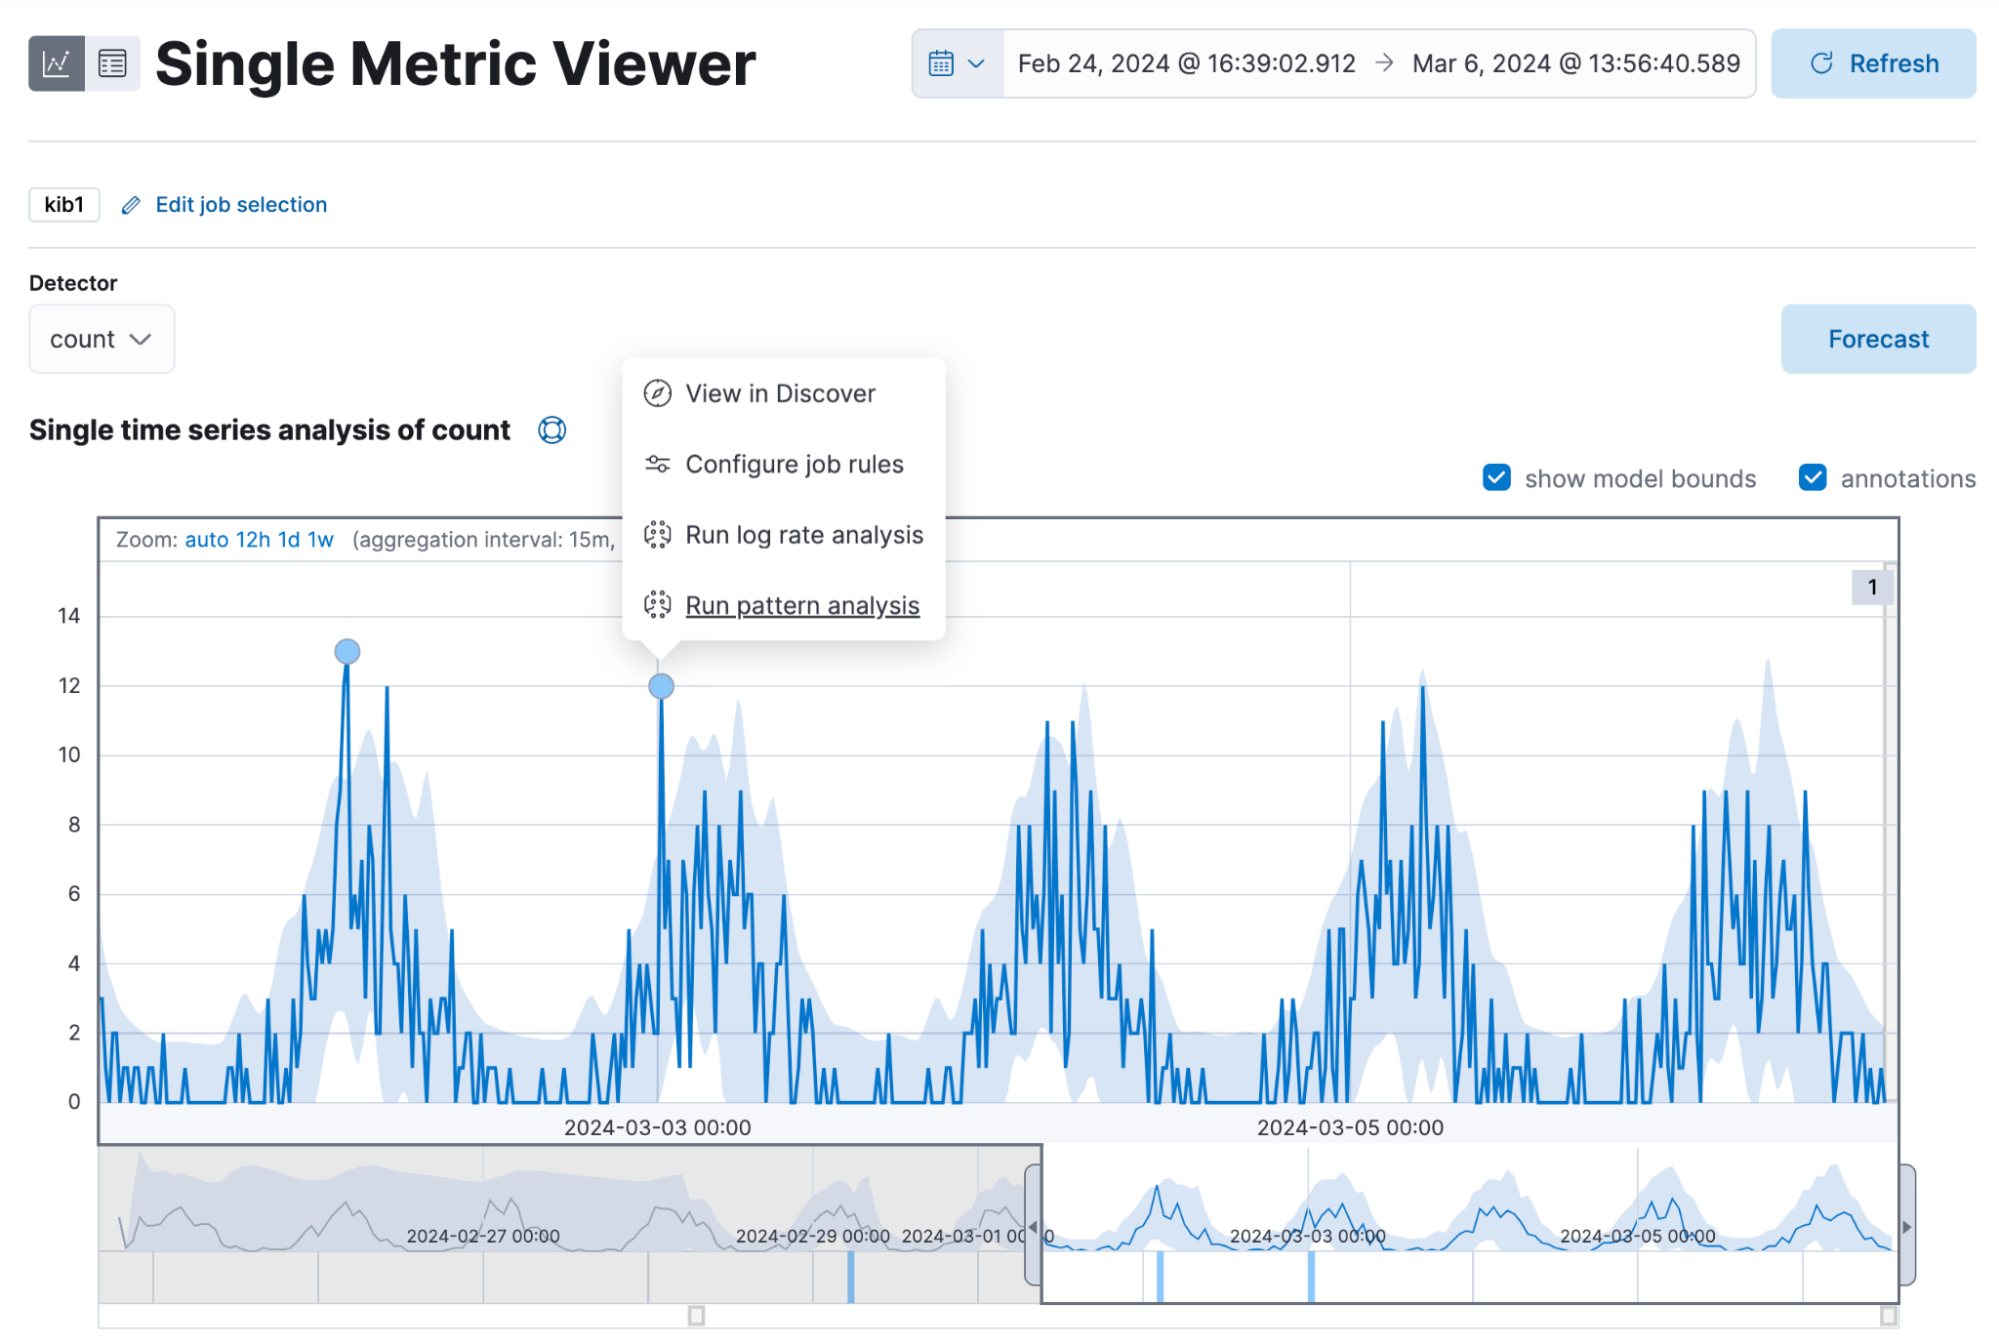 Single Metric Viewer
Feb 24, 2024 @ 16:39:02.912 → Mar 6, 2024 @ 13:56:40.589
Refresh
kib1
Edit job selection
Detector
count
Forecast
View in Discover
Configure job rules
Run log rate analysis
Run pattern analysis
Single time series analysis of count
show model bounds
annotations
Zoom: auto 12h 1d 1w (aggregation interval: 15m,
1
14
12
10
8
6
4
2
0
2024-03-03 00:00
2024-03-05 00:00
2024-02-27 00:00
2024-02-29 00:00
2024-03-01 00
0
2024-03-03 00:00
2024-03-05 00:00